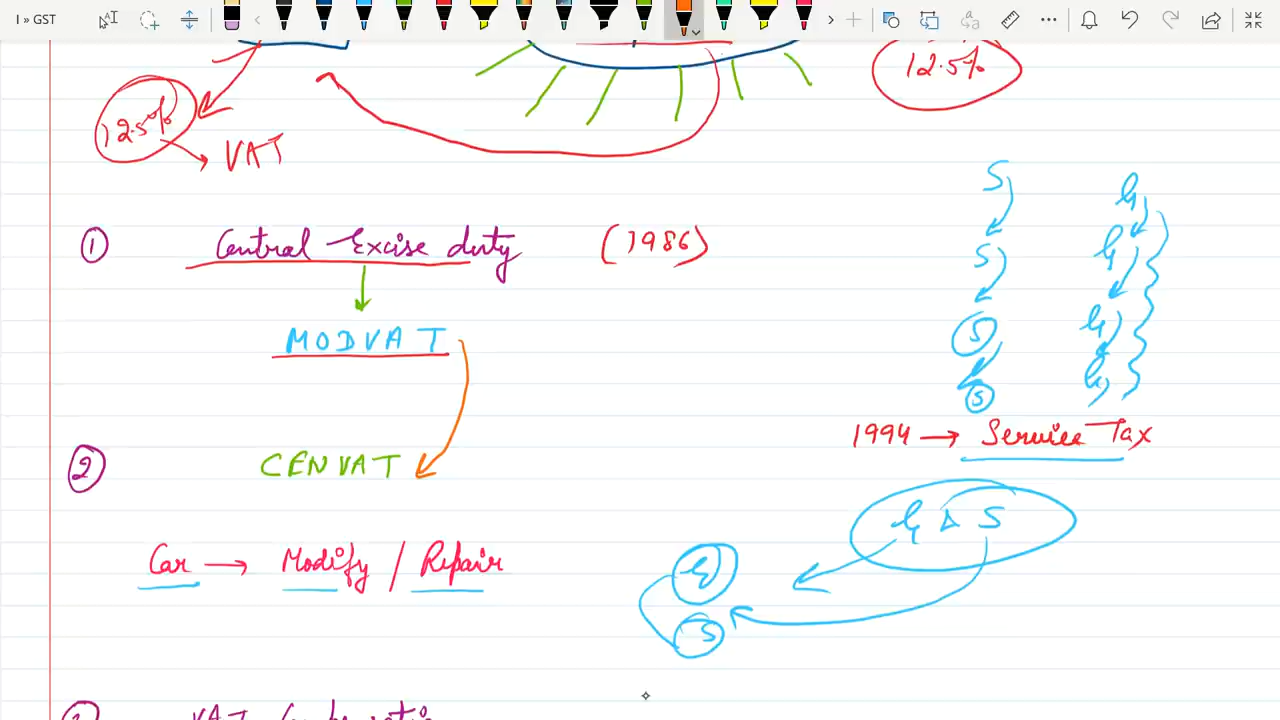 I » GST
12.5%
12.5%
VAT
S
G
① Central Excise duty (1986)
S
G
MODVAT
S
G
S
G
1994 → Service Tax
② CENVAT
G & S
Car → Modify / Repair
G
S
VAT